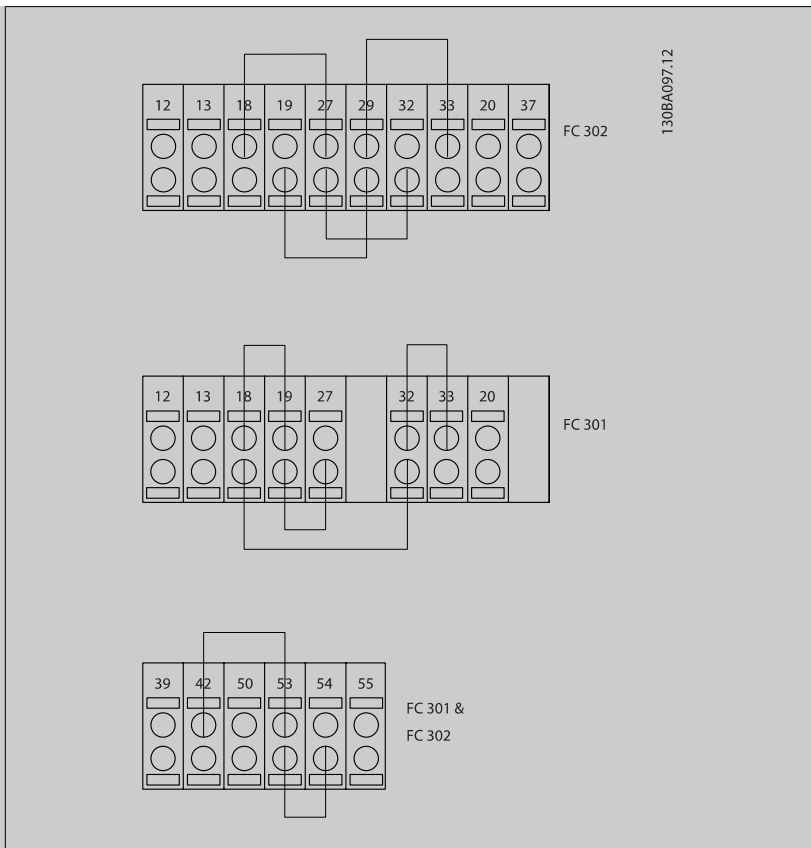 130BA097.12
12 13 18 19 27 29 32 33 20 37
FC 302
12 13 18 19 27 32 33 20
FC 301
39 42 50 53 54 55
FC 301 &
FC 302